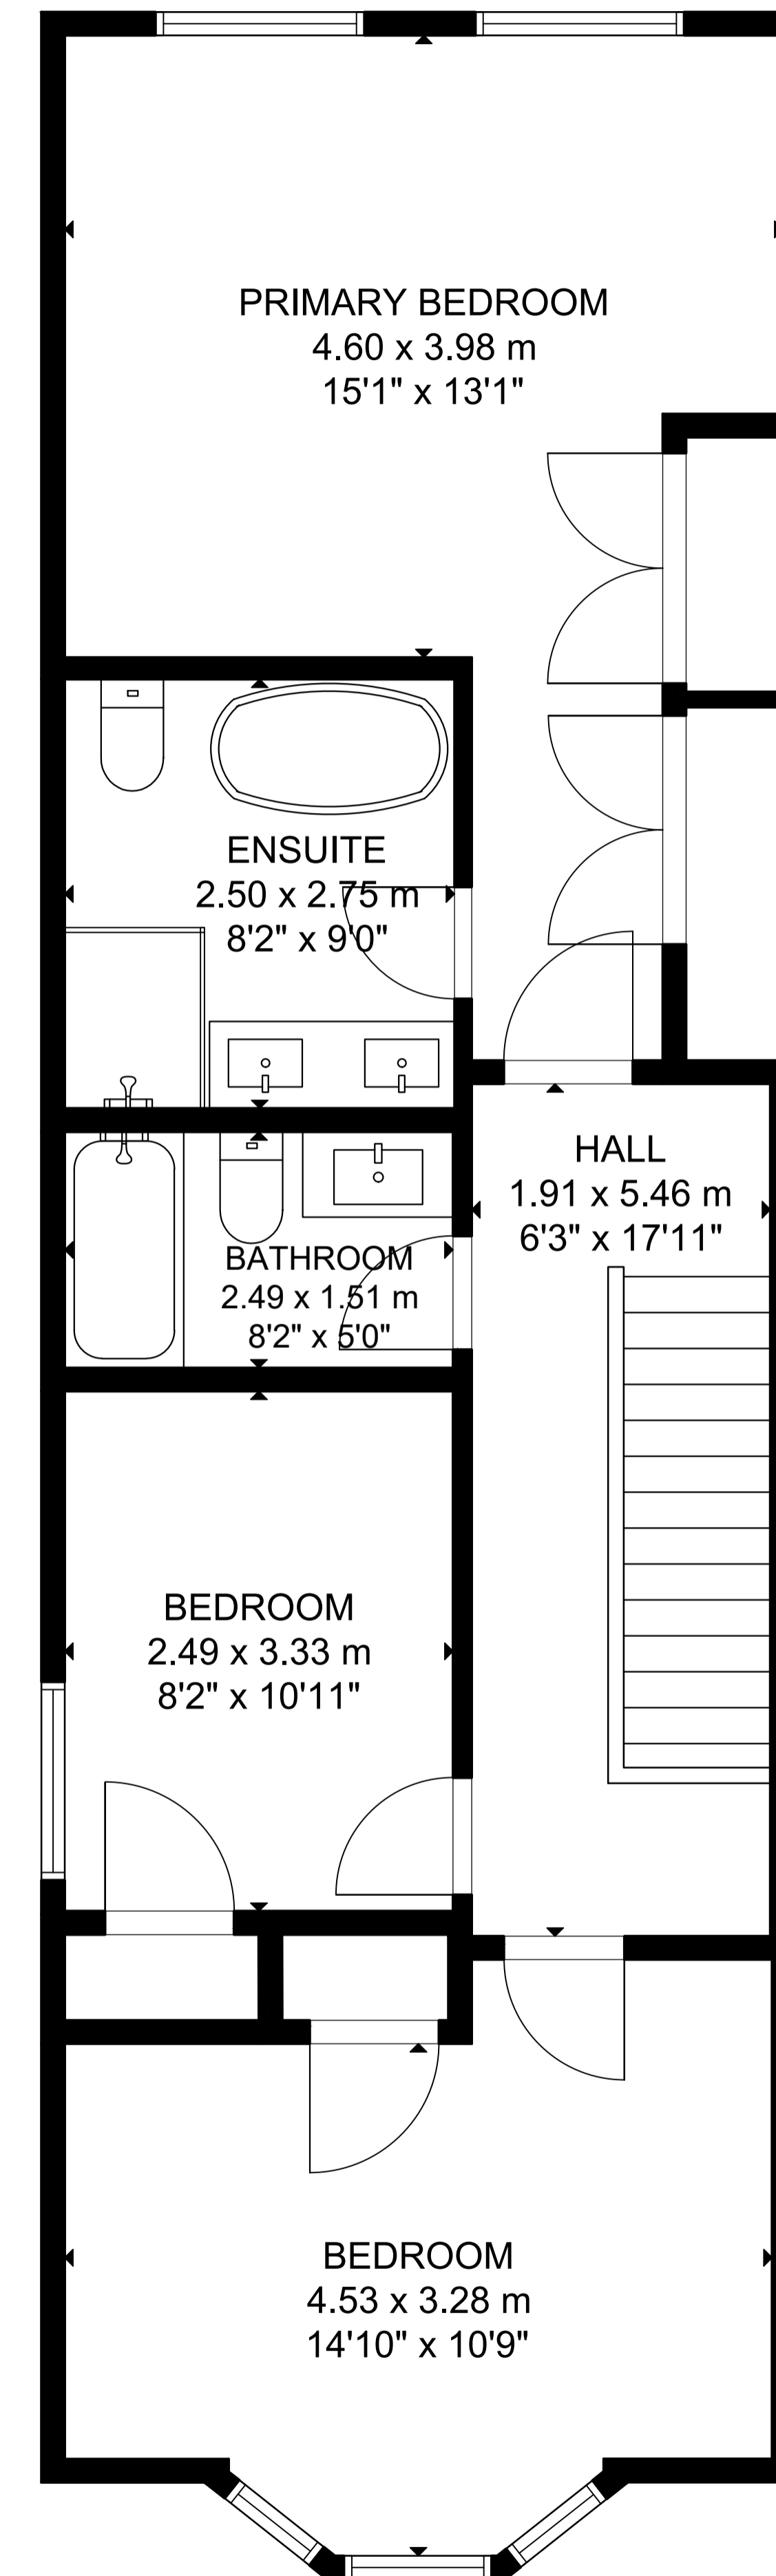 PRIMARY BEDROOM
4.60 x 3.98 m
15'1" x 13'1"
ENSUITE
2.50 x 2.75 m
8'2" x 9'0"
HALL
1.91 x 5.46 m
6'3" x 17'11"
BATHROOM
2.49 x 1.51 m
8'2" x 5'0"
BEDROOM
2.49 x 3.33 m
8'2" x 10'11"
BEDROOM
4.53 x 3.28 m
14'10" x 10'9"